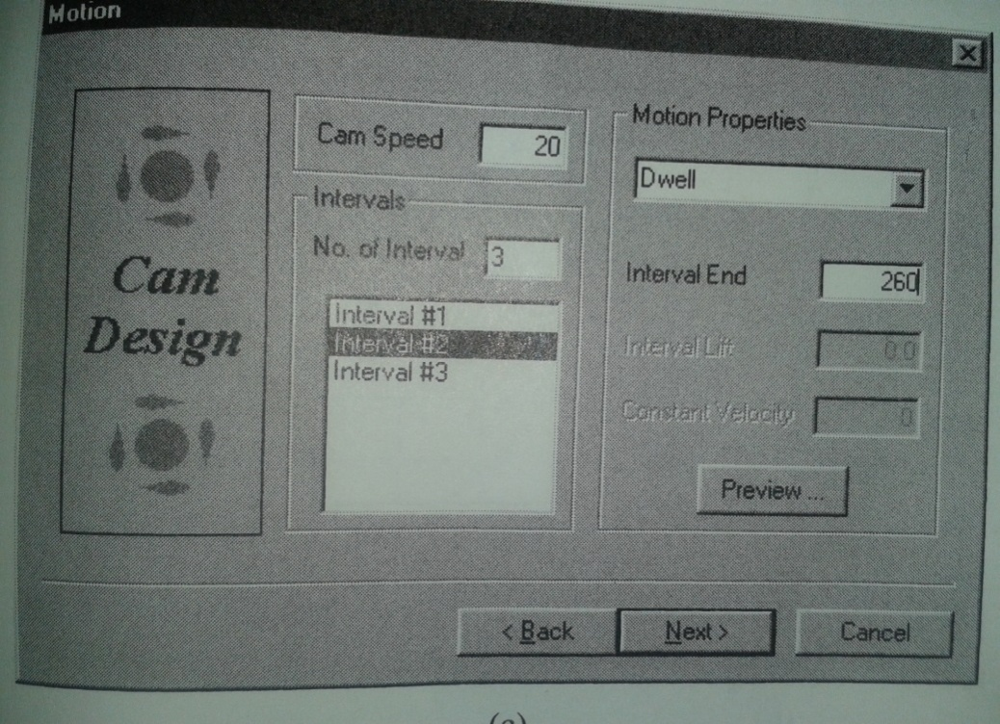 Motion
Cam
Design
Cam Speed 20
Intervals
No. of Interval 3
Interval #1
Interval #2
Interval #3
Motion Properties
Dwell
Interval End 260
Interval Lift 0.0
Constant Velocity 0
Preview ...
< Back
Next >
Cancel